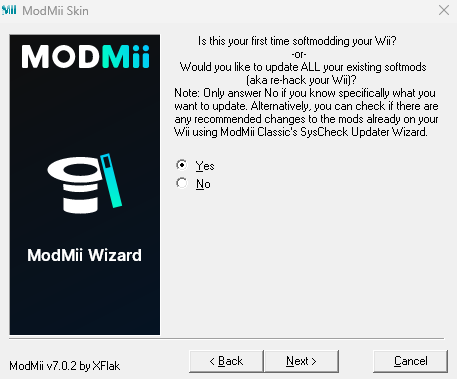 ModMii Skin
MODMii
ModMii Wizard
Is this your first time softmodding your Wii?
-or-
Would you like to update ALL your existing softmods
(aka re-hack your Wii)?
Note: Only answer No if you know specifically what you
want to update. Alternatively, you can check if there are
any recommended changes to the mods already on your
Wii using ModMii Classic's SysCheck Updater Wizard.
Yes
No
ModMii v7.0.2 by XFlak
< Back
Next >
Cancel